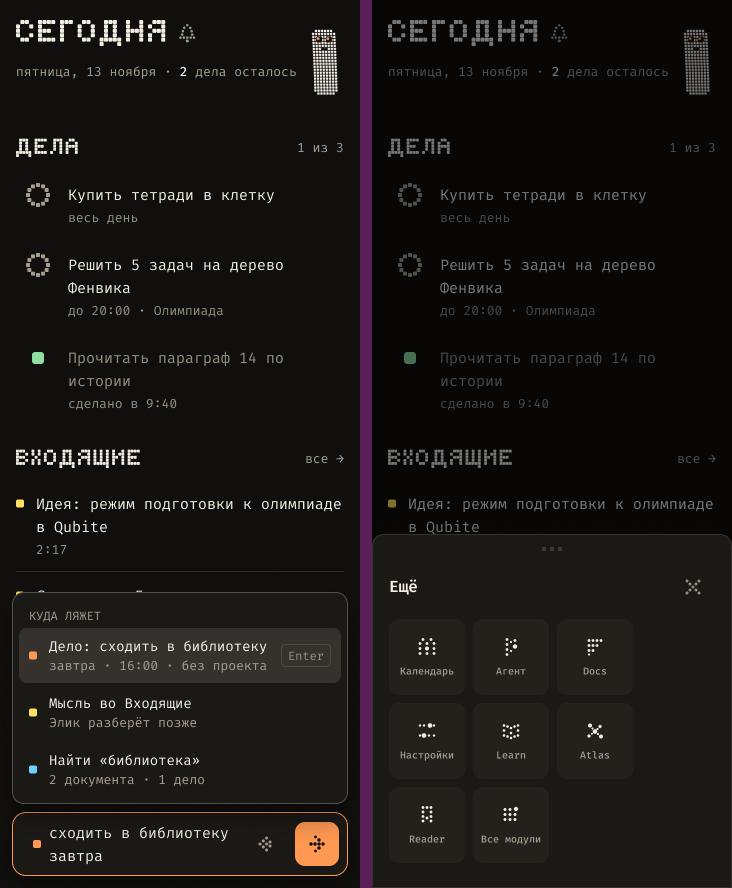 СЕГОДНЯ
пятница, 13 ноября · 2 дела осталось
ДЕЛА
1 из 3
Купить тетради в клетку
весь день
Решить 5 задач на дерево
Фенвика
до 20:00 · Олимпиада
Прочитать параграф 14 по
истории
сделано в 9:40
ВХОДЯЩИЕ
все →
Идея: режим подготовки к олимпиаде
в Qubite
2:17
КУДА ЛЯЖЕТ
Дело: сходить в библиотеку
завтра · 16:00 · без проекта
Enter
Мысль во Входящие
Элик разберёт позже
Найти «библиотека»
2 документа · 1 дело
сходить в библиотеку
завтра
СЕГОДНЯ
пятница, 13 ноября · 2 дела осталось
ДЕЛА
1 из 3
Купить тетради в клетку
весь день
Решить 5 задач на дерево
Фенвика
до 20:00 · Олимпиада
Прочитать параграф 14 по
истории
сделано в 9:40
ВХОДЯЩИЕ
все →
Идея: режим подготовки к олимпиаде
в Qubite
Ещё
Календарь
Агент
Docs
Настройки
Learn
Atlas
Reader
Все модули